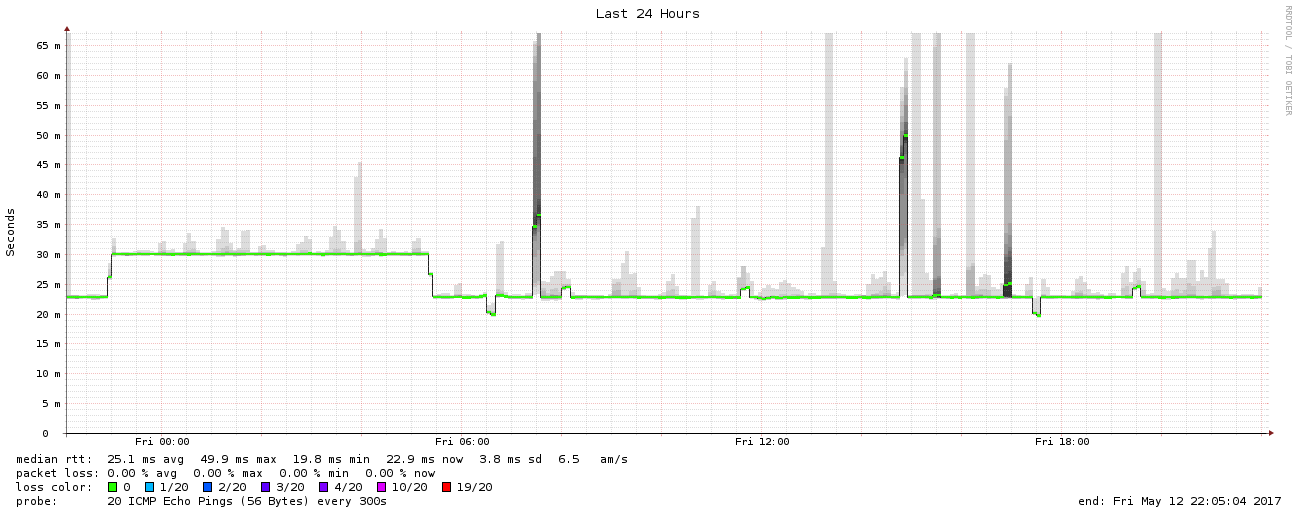 Last 24 Hours
RRDTOOL / TOBI OETIKER
Seconds
65 m
60 m
55 m
50 m
45 m
40 m
35 m
30 m
25 m
20 m
15 m
10 m
5 m
0
Fri 00:00 Fri 06:00 Fri 12:00 Fri 18:00
median rtt: 25.1 ms avg 49.9 ms max 19.8 ms min 22.9 ms now 3.8 ms sd 6.5 am/s
packet loss: 0.00 % avg 0.00 % max 0.00 % min 0.00 % now
loss color: 0 1/20 2/20 3/20 4/20 10/20 19/20
probe: 20 ICMP Echo Pings (56 Bytes) every 300s end: Fri May 12 22:05:04 2017